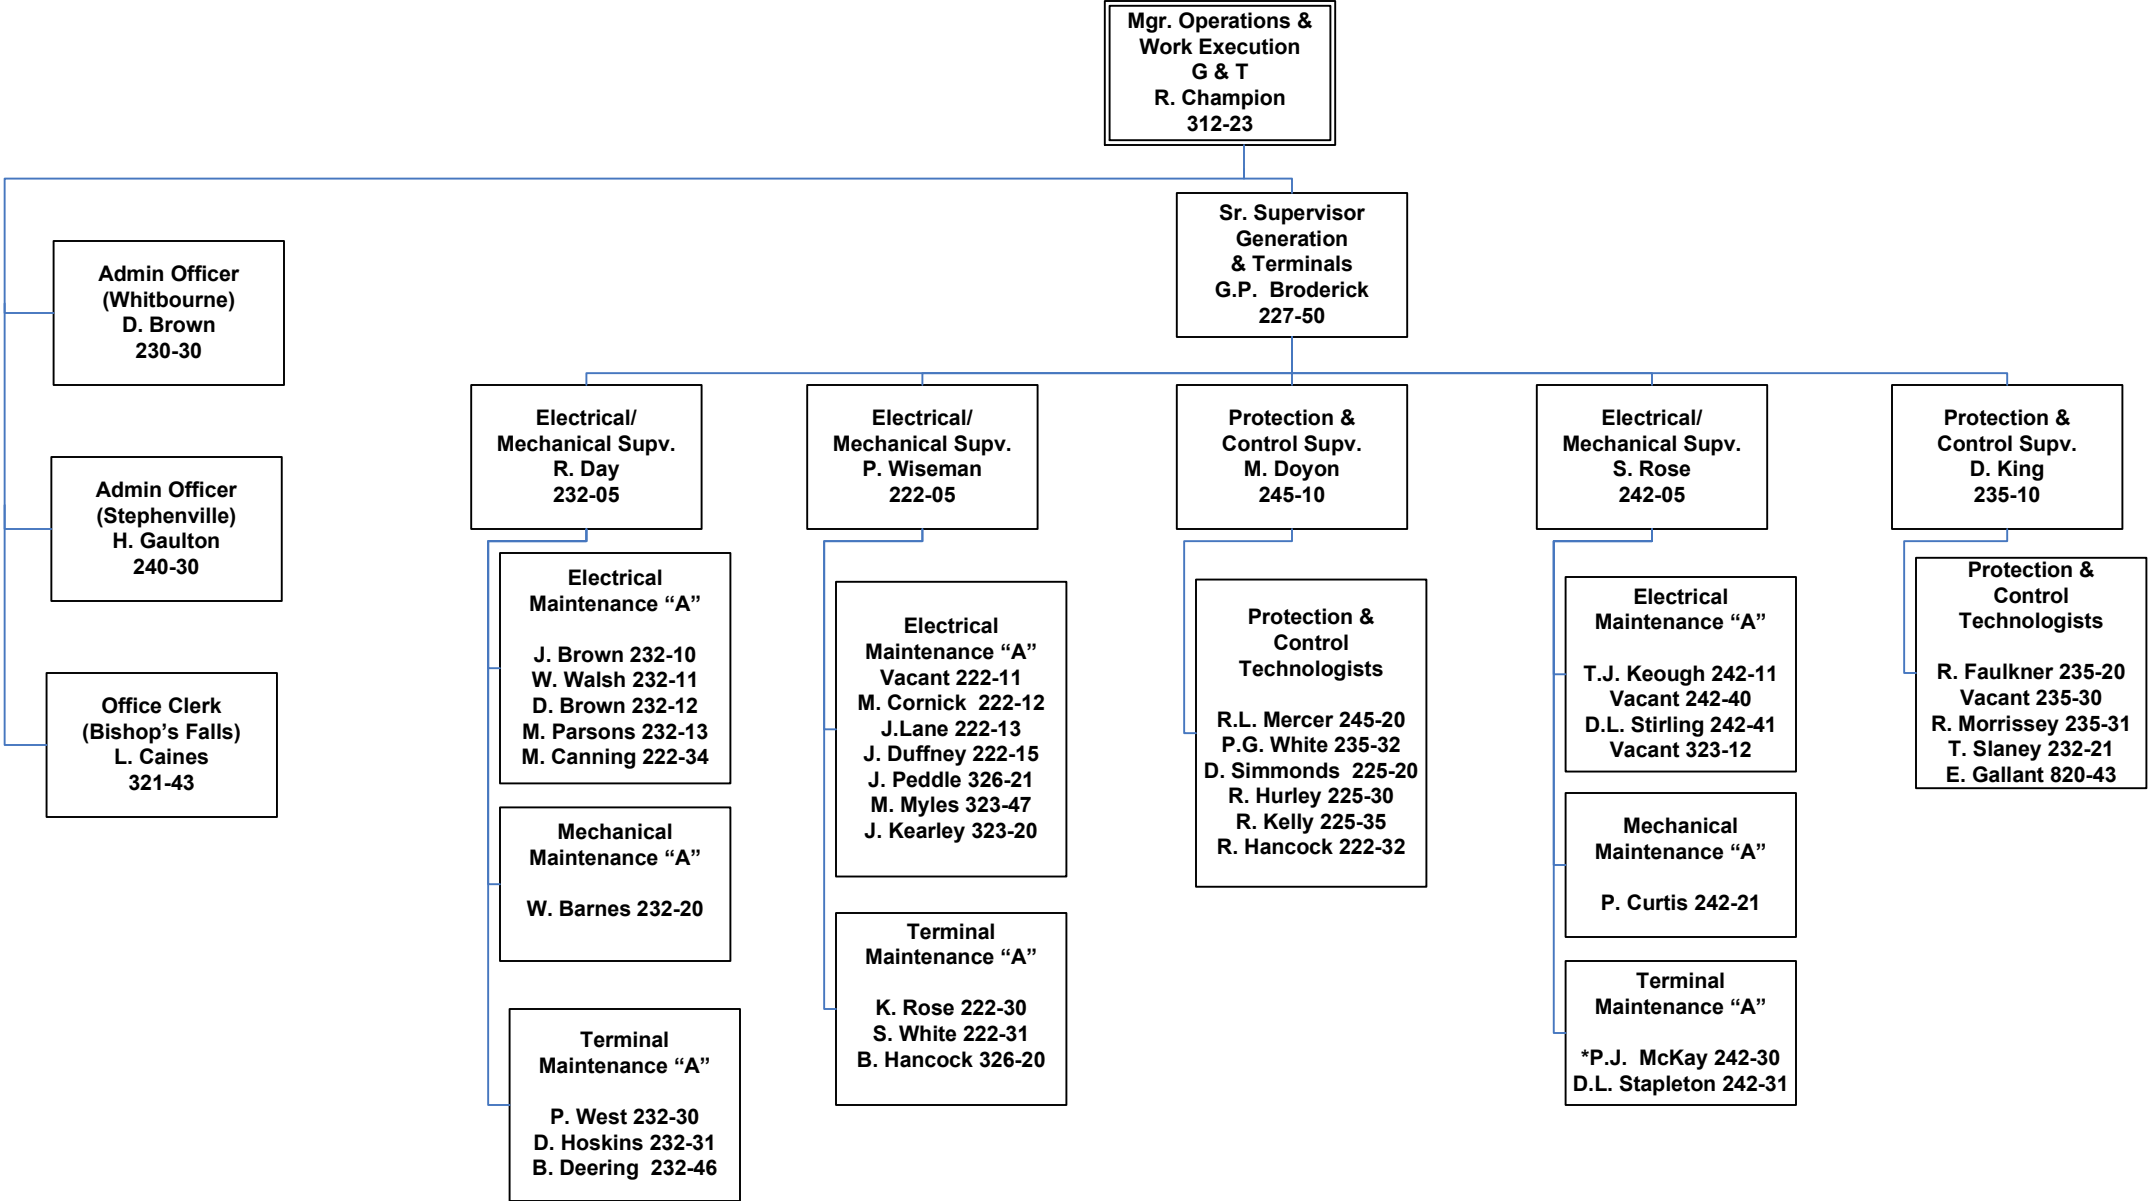 Mgr. Operations &
Work Execution
G & T
R. Champion
312-23
Sr. Supervisor
Generation
& Terminals
G.P.  Broderick
227-50
Admin Officer
(Whitbourne)
D. Brown
230-30
Admin Officer
(Stephenville)
H. Gaulton
240-30
Office Clerk
(Bishop’s Falls)
L. Caines
321-43
Electrical/
Mechanical Supv.
R. Day
232-05
Electrical
Maintenance “A”
J. Brown 232-10
W. Walsh 232-11
D. Brown 232-12
M. Parsons 232-13
M. Canning 222-34
Mechanical
Maintenance “A”
W. Barnes 232-20
Terminal
Maintenance “A”
P. West 232-30
D. Hoskins 232-31
B. Deering  232-46
Electrical/
Mechanical Supv.
P. Wiseman
222-05
Electrical
Maintenance “A”
Vacant 222-11
M. Cornick  222-12
J.Lane 222-13
J. Duffney 222-15
J. Peddle 326-21
M. Myles 323-47
J. Kearley 323-20
Terminal
Maintenance “A”
K. Rose 222-30
S. White 222-31
B. Hancock 326-20
Protection &
Control Supv.
M. Doyon
245-10
Protection &
Control
Technologists
R.L. Mercer 245-20
P.G. White 235-32
D. Simmonds  225-20
R. Hurley 225-30
R. Kelly 225-35
R. Hancock 222-32
Electrical/
Mechanical Supv.
S. Rose
242-05
Electrical
Maintenance “A”
T.J. Keough 242-11
Vacant 242-40
D.L. Stirling 242-41
Vacant 323-12
Mechanical
Maintenance “A”
P. Curtis 242-21
Terminal
Maintenance “A”
*P.J.  McKay 242-30
D.L. Stapleton 242-31
Protection &
Control Supv.
D. King
235-10
Protection &
Control
Technologists
R. Faulkner 235-20
Vacant 235-30
R. Morrissey 235-31
T. Slaney 232-21
E. Gallant 820-43